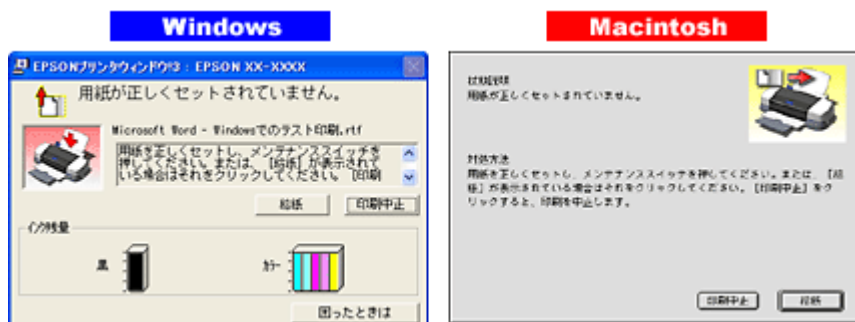 Windows
EPSONプリンタウィンドウ!3 : EPSON XX-XXXX
用紙が正しくセットされていません。
Microsoft Word - Windowsでのテスト印刷.rtf
用紙を正しくセットし、メンテナンススイッチを
押してください。または、［給紙］が表示されて
いる場合はそれをクリックしてください。［印刷
給紙
印刷中止
インク残量
黒
カラー
困ったときは
Macintosh
用紙が正しくセットされていません。
対処方法
用紙を正しくセットし、メンテナンススイッチを押してください。または、［給
紙］が表示されている場合はそれをクリックしてください。［印刷中止］をク
リックすると、印刷を中止します。
印刷中止
給紙